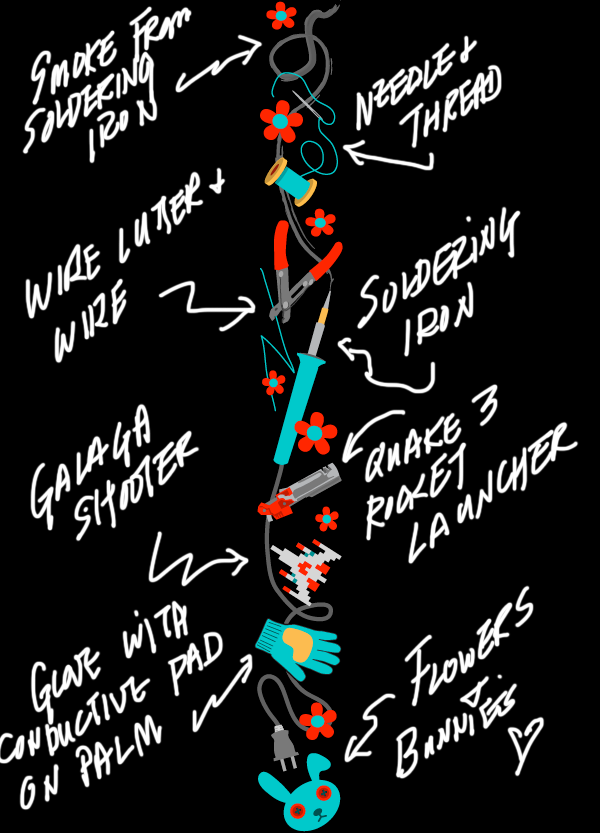 SMOKE FROM
SOLDERING
IRON
NEEDLE &
THREAD
WIRE CUTTER &
WIRE
SOLDERING
IRON
GALAGA
SHOOTER
QUAKE 3
ROCKET
LAUNCHER
GLOVE WITH
CONDUCTIVE PAD
ON PALM
FLOWERS
&
BUNNIES